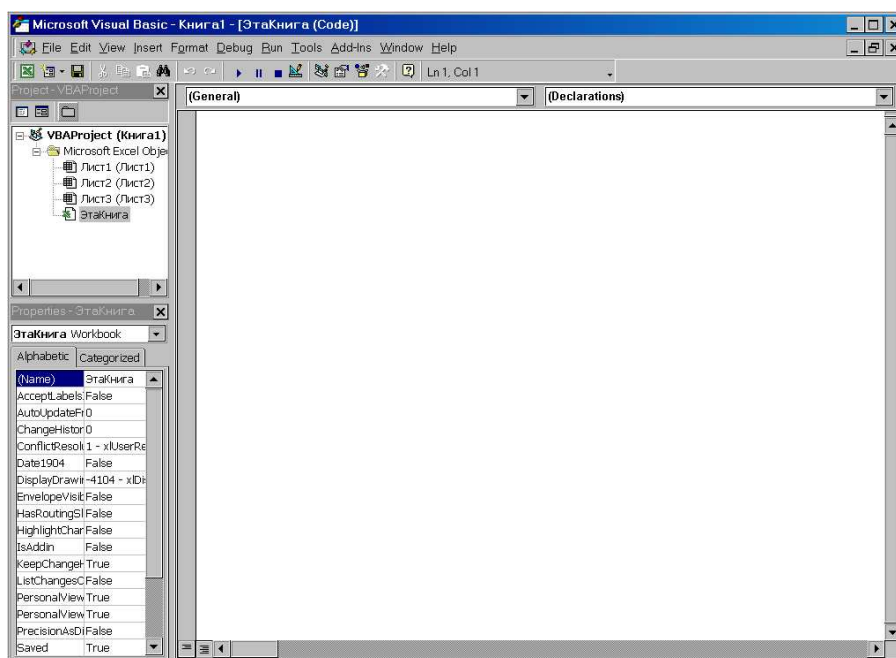 Microsoft Visual Basic - Книга1 - [ЭтаКнига (Code)]
File Edit View Insert Format Debug Run Tools Add-Ins Window Help
Ln 1, Col 1
Project - VBAProject
(General) (Declarations)
VBAProject (Книга1)
Microsoft Excel Obje
Лист1 (Лист1)
Лист2 (Лист2)
Лист3 (Лист3)
ЭтаКнига
Properties - ЭтаКнига
ЭтаКнига Workbook
Alphabetic Categorized
(Name) ЭтаКнига
AcceptLabels False
AutoUpdateFr 0
ChangeHistor 0
ConflictResol 1 - xlUserRe
Date1904 False
DisplayDrawi -4104 - xlDi
EnvelopeVisib False
HasRoutingSl False
HighlightChan False
IsAddin False
KeepChangeH True
ListChangesO False
PersonalView True
PersonalView True
PrecisionAsDi False
Saved True